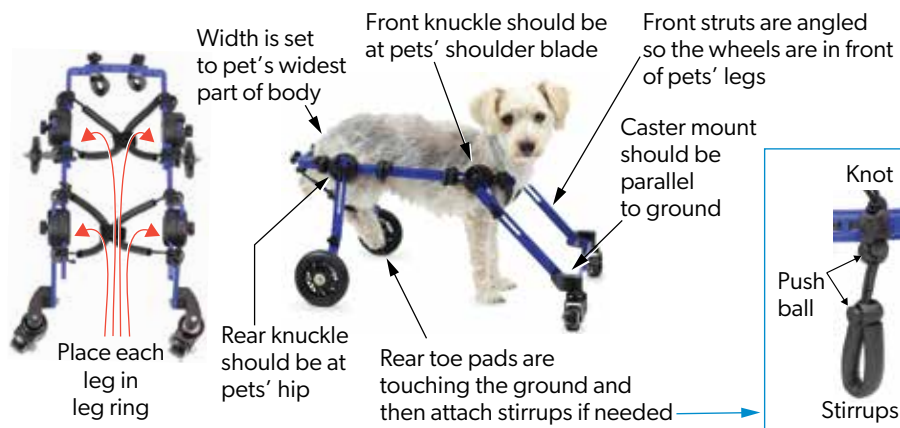 Width is set
to pet's widest
part of body
Front knuckle should be
at pets' shoulder blade
Front struts are angled
so the wheels are in front
of pets' legs
Caster mount
should be
parallel
to ground
Place each
leg in
leg ring
Rear knuckle
should be at
pets' hip
Rear toe pads are
touching the ground and
then attach stirrups if needed
Knot
Push
ball
Stirrups